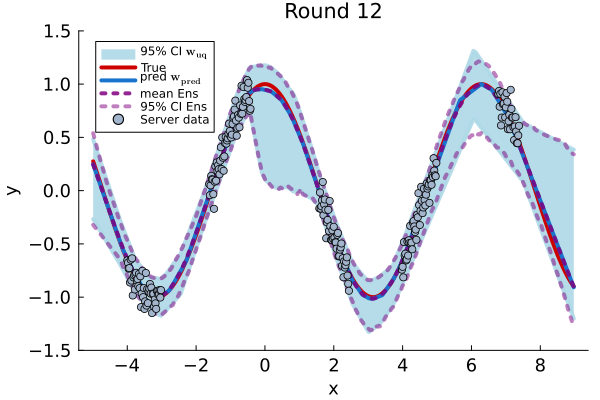 Round 12
1.5
1.0
0.5
0.0
−0.5
−1.0
−1.5
y
95% CI w_uq
True
pred w_pred
mean Ens
95% CI Ens
Server data
−4 −2 0 2 4 6 8
x